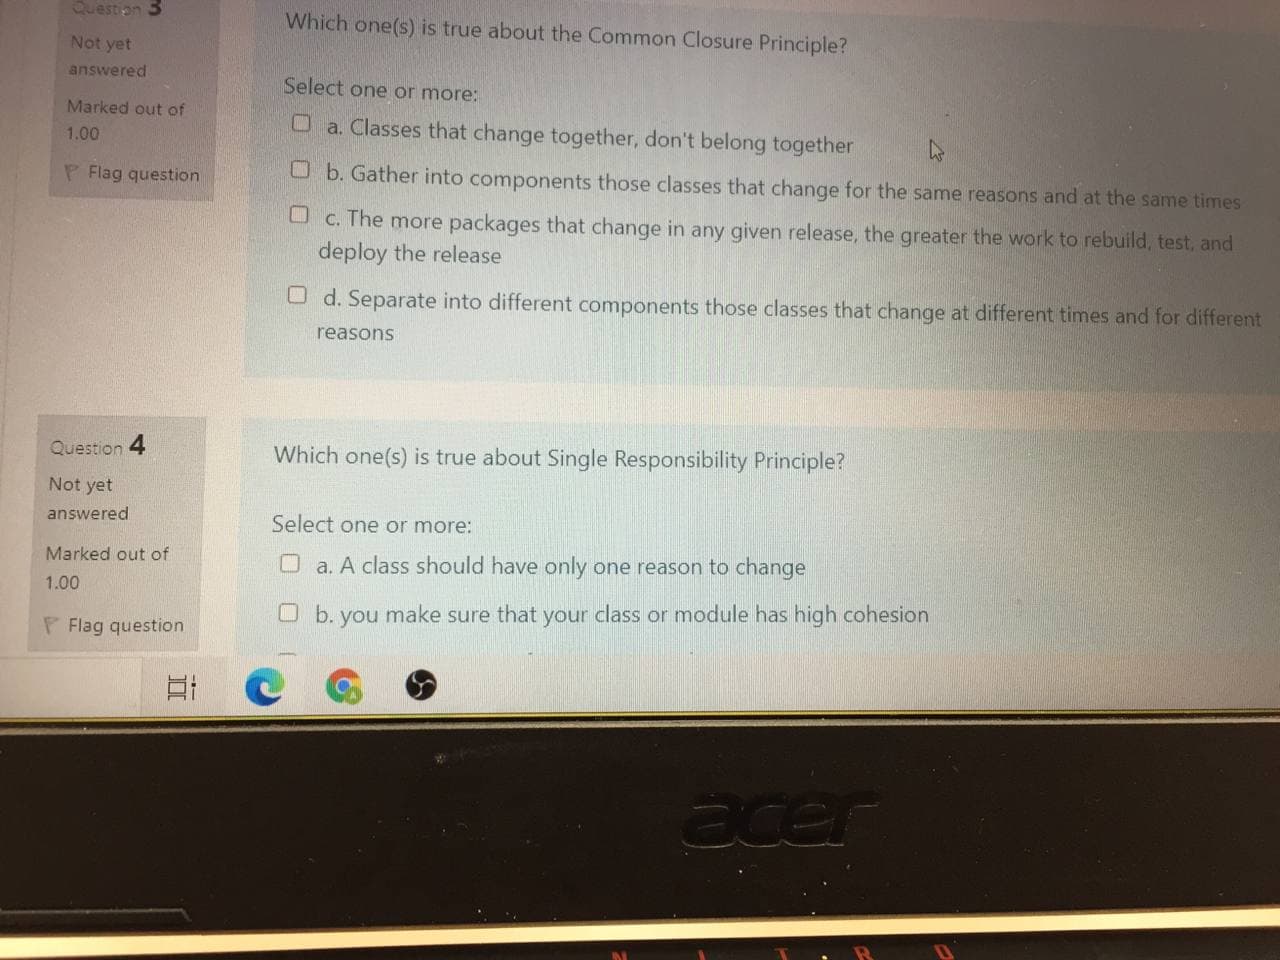 Question 3
Not yet
answered
Marked out of
1.00
Flag question
Which one(s) is true about the Common Closure Principle?
Select one or more:
a. Classes that change together, don't belong together
b. Gather into components those classes that change for the same reasons and at the same times
c. The more packages that change in any given release, the greater the work to rebuild, test, and
deploy the release
d. Separate into different components those classes that change at different times and for different
reasons
Question 4
Not yet
answered
Marked out of
1.00
Flag question
Which one(s) is true about Single Responsibility Principle?
Select one or more:
a. A class should have only one reason to change
b. you make sure that your class or module has high cohesion
acer
N I T R O